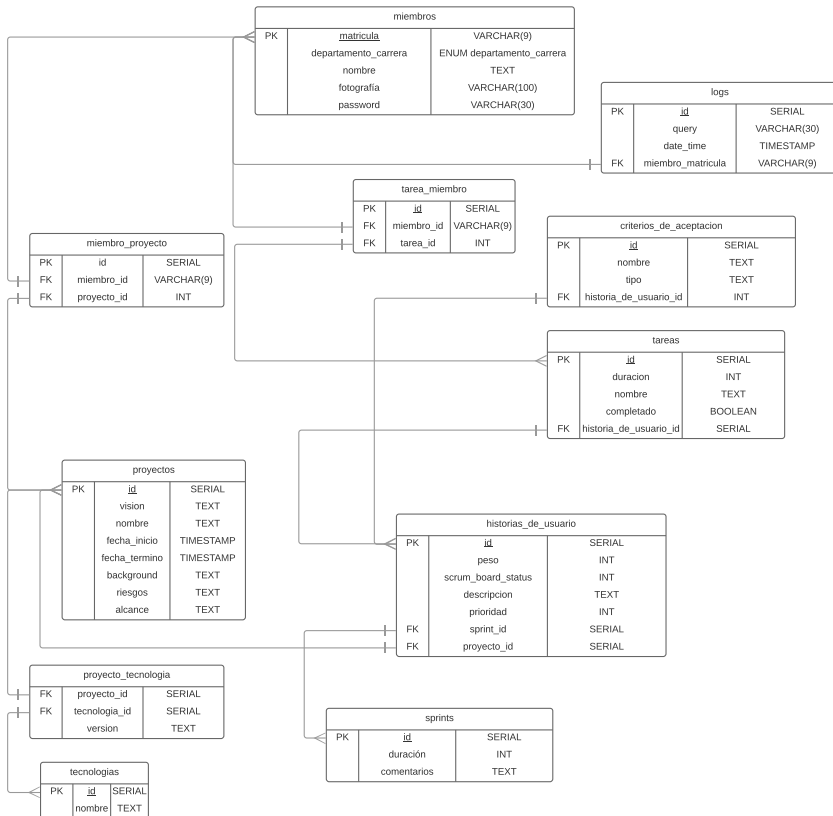 miembros
PK matricula VARCHAR(9)
departamento_carrera ENUM departamento_carrera
nombre TEXT
fotografía VARCHAR(100)
password VARCHAR(30)
logs
PK id SERIAL
query VARCHAR(30)
date_time TIMESTAMP
FK miembro_matricula VARCHAR(9)
tarea_miembro
PK id SERIAL
FK miembro_id VARCHAR(9)
FK tarea_id INT
criterios_de_aceptacion
PK id SERIAL
nombre TEXT
tipo TEXT
FK historia_de_usuario_id INT
miembro_proyecto
PK id SERIAL
FK miembro_id VARCHAR(9)
FK proyecto_id INT
tareas
PK id SERIAL
duracion INT
nombre TEXT
completado BOOLEAN
FK historia_de_usuario_id SERIAL
proyectos
PK id SERIAL
vision TEXT
nombre TEXT
fecha_inicio TIMESTAMP
fecha_termino TIMESTAMP
background TEXT
riesgos TEXT
alcance TEXT
historias_de_usuario
PK id SERIAL
peso INT
scrum_board_status INT
descripcion TEXT
prioridad INT
FK sprint_id SERIAL
FK proyecto_id SERIAL
proyecto_tecnologia
FK proyecto_id SERIAL
FK tecnologia_id SERIAL
version TEXT
sprints
PK id SERIAL
duración INT
comentarios TEXT
tecnologias
PK id SERIAL
nombre TEXT